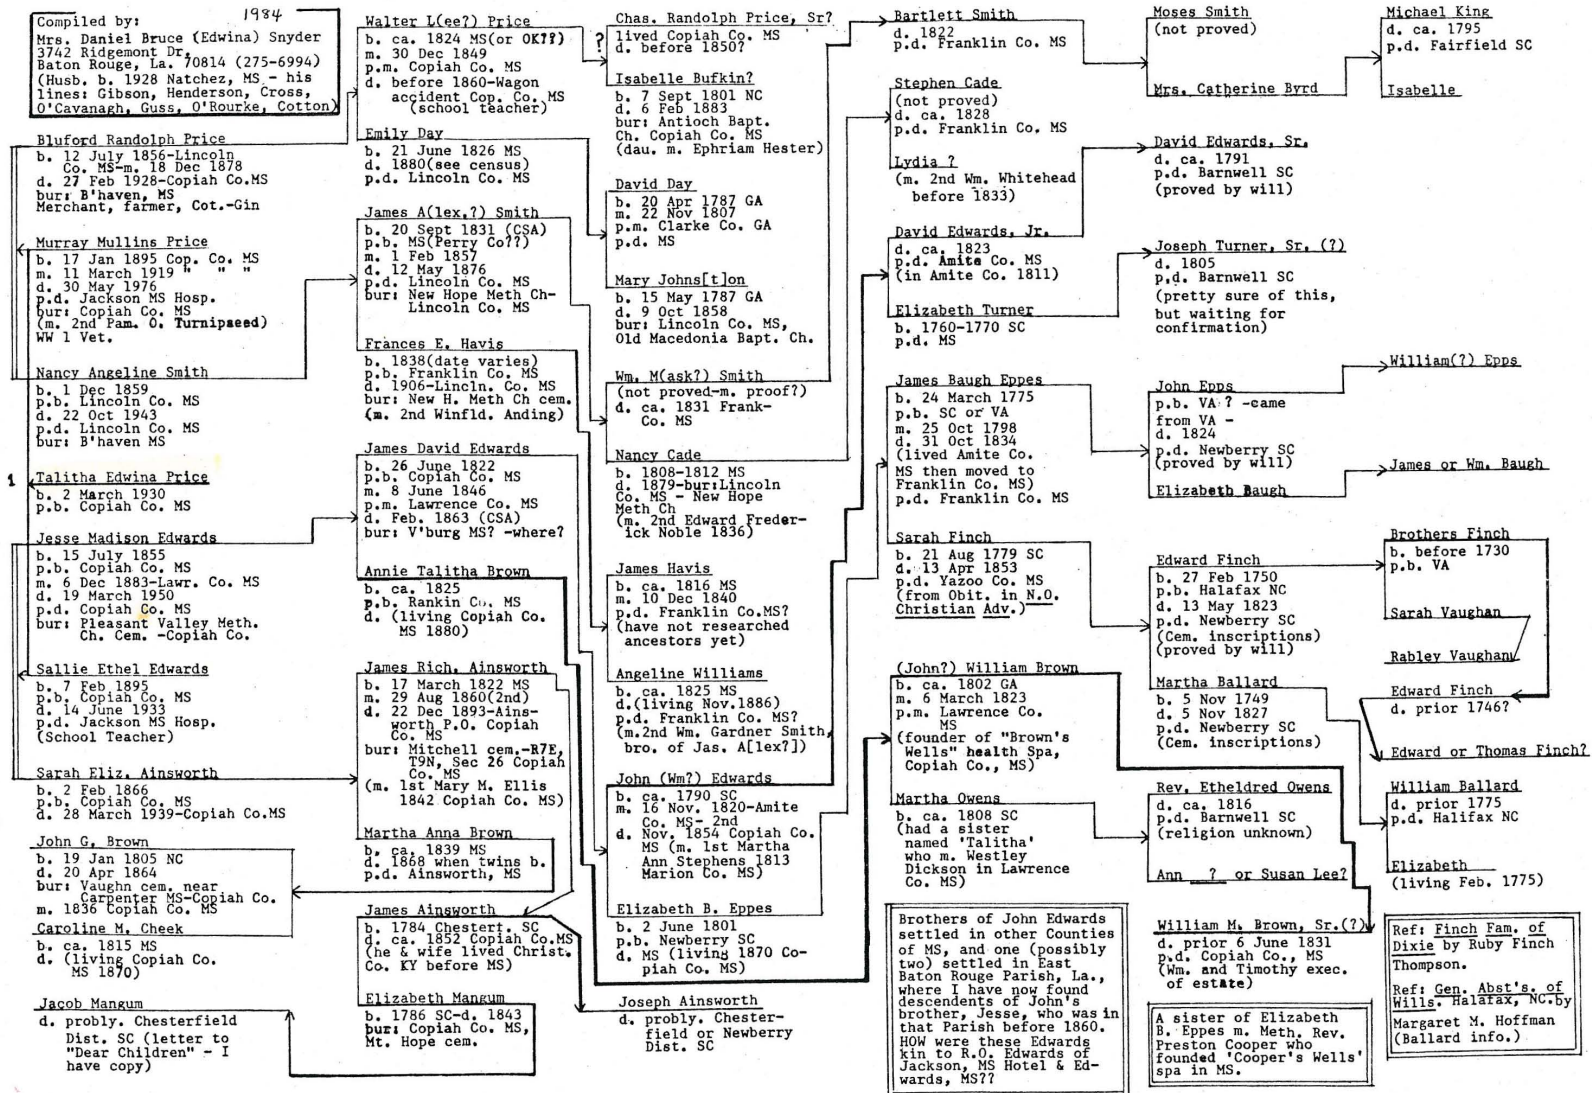 1984
Compiled by:
Mrs. Daniel Bruce (Edwina) Snyder
3742 Ridgemont Dr.
Baton Rouge, La. 70814 (275-6994)
(Husb. b. 1928 Natchez, MS - his
lines: Gibson, Henderson, Cross,
O'Cavanagh, Guss, O'Rourke, Cotton)
Bluford Randolph Price
b. 12 July 1856-Lincoln
Co. MS-m. 18 Dec 1878
d. 27 Feb 1928-Copiah Co.MS
bur: B'haven, MS
Merchant, farmer, Cot.-Gin
Murray Mullins Price
b. 17 Jan 1895 Cop. Co. MS
m. 11 March 1919 " " "
d. 30 May 1976
p.d. Jackson MS Hosp.
bur: Copiah Co. MS
(m. 2nd Pam. O. Turnipseed)
WW 1 Vet.
Nancy Angeline Smith
b. 1 Dec 1859
p.b. Lincoln Co. MS
d. 22 Oct 1943
p.d. Lincoln Co. MS
bur: B'haven MS
1 Talitha Edwina Price
b. 2 March 1930
p.b. Copiah Co. MS
Jesse Madison Edwards
b. 15 July 1855
p.b. Copiah Co. MS
m. 6 Dec 1883-Lawr. Co. MS
d. 19 March 1950
p.d. Copiah Co. MS
bur: Pleasant Valley Meth.
Ch. Cem. -Copiah Co.
Sallie Ethel Edwards
b. 7 Feb 1895
p.b. Copiah Co. MS
d. 14 June 1933
p.d. Jackson MS Hosp.
(School Teacher)
Sarah Eliz. Ainsworth
b. 2 Feb 1866
p.b. Copiah Co. MS
d. 28 March 1939-Copiah Co.MS
John G. Brown
b. 19 Jan 1805 NC
d. 20 Apr 1864
bur: Vaughn cem. near
Carpenter MS-Copiah Co.
m. 1836 Copiah Co. MS
Caroline M. Cheek
b. ca. 1815 MS
d. (living Copiah Co.
MS 1870)
Jacob Mangum
d. probly. Chesterfield
Dist. SC (letter to
"Dear Children" - I
have copy)
Walter L(ee?) Price
b. ca. 1824 MS(or OK??)
m. 30 Dec 1849
p.m. Copiah Co. MS
d. before 1860-Wagon
accident Cop. Co. MS
(school teacher)
Emily Day
b. 21 June 1826 MS
d. 1880(see census)
p.d. Lincoln Co. MS
James A(lex.?) Smith
b. 20 Sept 1831 (CSA)
p.b. MS(Perry Co??)
m. 1 Feb 1857
d. 12 May 1876
p.d. Lincoln Co. MS
bur: New Hope Meth Ch-
Lincoln Co. MS
Frances E. Havis
b. 1838(date varies)
p.b. Franklin Co. MS
d. 1906-Lincln. Co. MS
bur: New H. Meth Ch cem.
(m. 2nd Winfld. Anding)
James David Edwards
b. 26 June 1822
p.b. Copiah Co. MS
m. 8 June 1846
p.m. Lawrence Co. MS
d. Feb. 1863 (CSA)
bur: V'burg MS? -where?
Annie Talitha Brown
b. ca. 1825
p.b. Rankin Co. MS
d. (living Copiah Co.
MS 1880)
James Rich. Ainsworth
b. 17 March 1822 MS
m. 29 Aug 1860(2nd)
d. 22 Dec 1893-Ains-
worth P.O. Copiah
Co. MS
bur: Mitchell cem.-R7E,
T9N, Sec 26 Copiah
Co. MS
(m. 1st Mary M. Ellis
1842 Copiah Co. MS)
Martha Anna Brown
b. ca. 1839 MS
d. 1868 when twins b.
p.d. Ainsworth, MS
James Ainsworth
b. 1784 Chestert. SC
d. ca. 1852 Copiah Co.MS
(he & wife lived Christ.
Co. KY before MS)
Elizabeth Mangum
b. 1786 SC-d. 1843
bur: Copiah Co. MS,
Mt. Hope cem.
?
Chas. Randolph Price, Sr?
lived Copiah Co. MS
d. before 1850?
Isabelle Bufkin?
b. 7 Sept 1801 NC
d. 6 Feb 1883
bur: Antioch Bapt.
Ch. Copiah Co. MS
(dau. m. Ephriam Hester)
David Day
b. 20 Apr 1787 GA
m. 22 Nov 1807
p.m. Clarke Co. GA
p.d. MS
Mary Johns[t]on
b. 15 May 1787 GA
d. 9 Oct 1858
bur: Lincoln Co. MS,
Old Macedonia Bapt. Ch.
Wm. M(ask?) Smith
(not proved-m. proof?)
d. ca. 1831 Frank-
Co. MS
Nancy Cade
b. 1808-1812 MS
d. 1879-bur:Lincoln
Co. MS - New Hope
Meth Ch
(m. 2nd Edward Freder-
ick Noble 1836)
James Havis
b. ca. 1816 MS
m. 10 Dec 1840
p.d. Franklin Co.MS?
(have not researched
ancestors yet)
Angeline Williams
b. ca. 1825 MS
d.(living Nov.1886)
p.d. Franklin Co. MS?
(m.2nd Wm. Gardner Smith,
bro. of Jas. A[lex?])
John (Wm?) Edwards
b. ca. 1790 SC
m. 16 Nov. 1820-Amite
Co. MS- 2nd
d. Nov. 1854 Copiah Co.
MS (m. 1st Martha
Ann Stephens 1813
Marion Co. MS)
Elizabeth B. Eppes
b. 2 June 1801
p.b. Newberry SC
d. MS (living 1870 Co-
piah Co. MS)
Joseph Ainsworth
d. probly. Chester-
field or Newberry
Dist. SC
Bartlett Smith
d. 1822
p.d. Franklin Co. MS
Stephen Cade
(not proved)
d. ca. 1828
p.d. Franklin Co. MS
Lydia ?
(m. 2nd Wm. Whitehead
before 1833)
David Edwards, Jr.
d. ca. 1823
p.d. Amite Co. MS
(in Amite Co. 1811)
Elizabeth Turner
b. 1760-1770 SC
p.d. MS
James Baugh Eppes
b. 24 March 1775
p.b. SC or VA
m. 25 Oct 1798
d. 31 Oct 1834
(lived Amite Co.
MS then moved to
Franklin Co. MS)
p.d. Franklin Co. MS
Sarah Finch
b. 21 Aug 1779 SC
d. 13 Apr 1853
p.d. Yazoo Co. MS
(from Obit. in N.O.
Christian Adv.)
(John?) William Brown
b. ca. 1802 GA
m. 6 March 1823
p.m. Lawrence Co.
MS
(founder of "Brown's
Wells" health Spa,
Copiah Co., MS)
Martha Owens
b. ca. 1808 SC
(had a sister
named 'Talitha'
who m. Westley
Dickson in Lawrence
Co. MS)
Brothers of John Edwards
settled in other Counties
of MS, and one (possibly
two) settled in East
Baton Rouge Parish, La.,
where I have now found
descendents of John's
brother, Jesse, who was in
that Parish before 1860.
HOW were these Edwards
kin to R.O. Edwards of
Jackson, MS Hotel & Ed-
wards, MS??
Moses Smith
(not proved)
Mrs. Catherine Byrd
David Edwards, Sr.
d. ca. 1791
p.d. Barnwell SC
(proved by will)
Joseph Turner, Sr. (?)
d. 1805
p.d. Barnwell SC
(pretty sure of this,
but waiting for
confirmation)
John Epps
p.b. VA ? -came
from VA -
d. 1824
p.d. Newberry SC
(proved by will)
Elizabeth Baugh
Edward Finch
b. 27 Feb 1750
p.b. Halafax NC
d. 13 May 1823
p.d. Newberry SC
(Cem. inscriptions)
(proved by will)
Martha Ballard
b. 5 Nov 1749
d. 5 Nov 1827
p.d. Newberry SC
(Cem. inscriptions)
Rev. Etheldred Owens
d. ca. 1816
p.d. Barnwell SC
(religion unknown)
Ann ? or Susan Lee?
William M. Brown, Sr.(?)
d. prior 6 June 1831
p.d. Copiah Co., MS
(Wm. and Timothy exec.
of estate)
A sister of Elizabeth
B. Eppes m. Meth. Rev.
Preston Cooper who
founded 'Cooper's Wells'
spa in MS.
Michael King
d. ca. 1795
p.d. Fairfield SC
Isabelle
William(?) Epps
James or Wm. Baugh
Brothers Finch
b. before 1730
p.b. VA
Sarah Vaughan
Rabley Vaughan
Edward Finch
d. prior 1746?
Edward or Thomas Finch?
William Ballard
d. prior 1775
p.d. Halifax NC
Elizabeth
(living Feb. 1775)
Ref: Finch Fam. of
Dixie by Ruby Finch
Thompson.
Ref: Gen. Abst's. of
Wills. Halafax, NC.by
Margaret M. Hoffman
(Ballard info.)